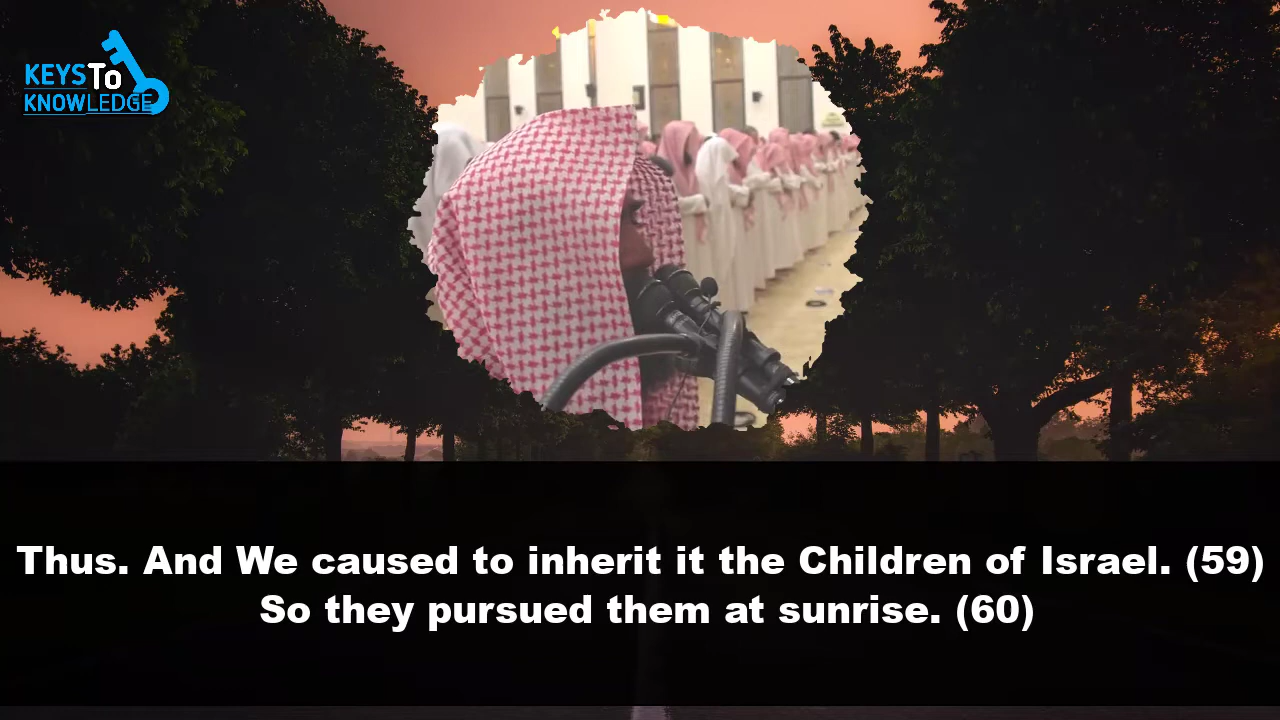 KEYS To
KNOWLEDGE
Thus. And We caused to inherit it the Children of Israel. (59)
So they pursued them at sunrise. (60)